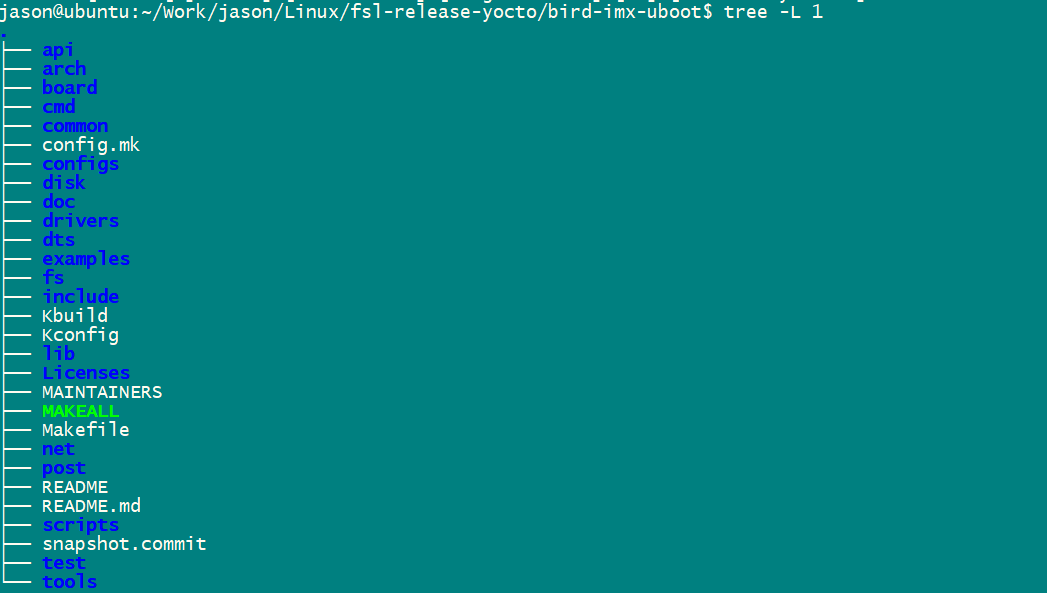 jason@ubuntu:~/Work/jason/Linux/fsl-release-yocto/bird-imx-uboot$ tree -L 1
.
├── api
├── arch
├── board
├── cmd
├── common
├── config.mk
├── configs
├── disk
├── doc
├── drivers
├── dts
├── examples
├── fs
├── include
├── Kbuild
├── Kconfig
├── lib
├── Licenses
├── MAINTAINERS
├── MAKEALL
├── Makefile
├── net
├── post
├── README
├── README.md
├── scripts
├── snapshot.commit
├── test
└── tools